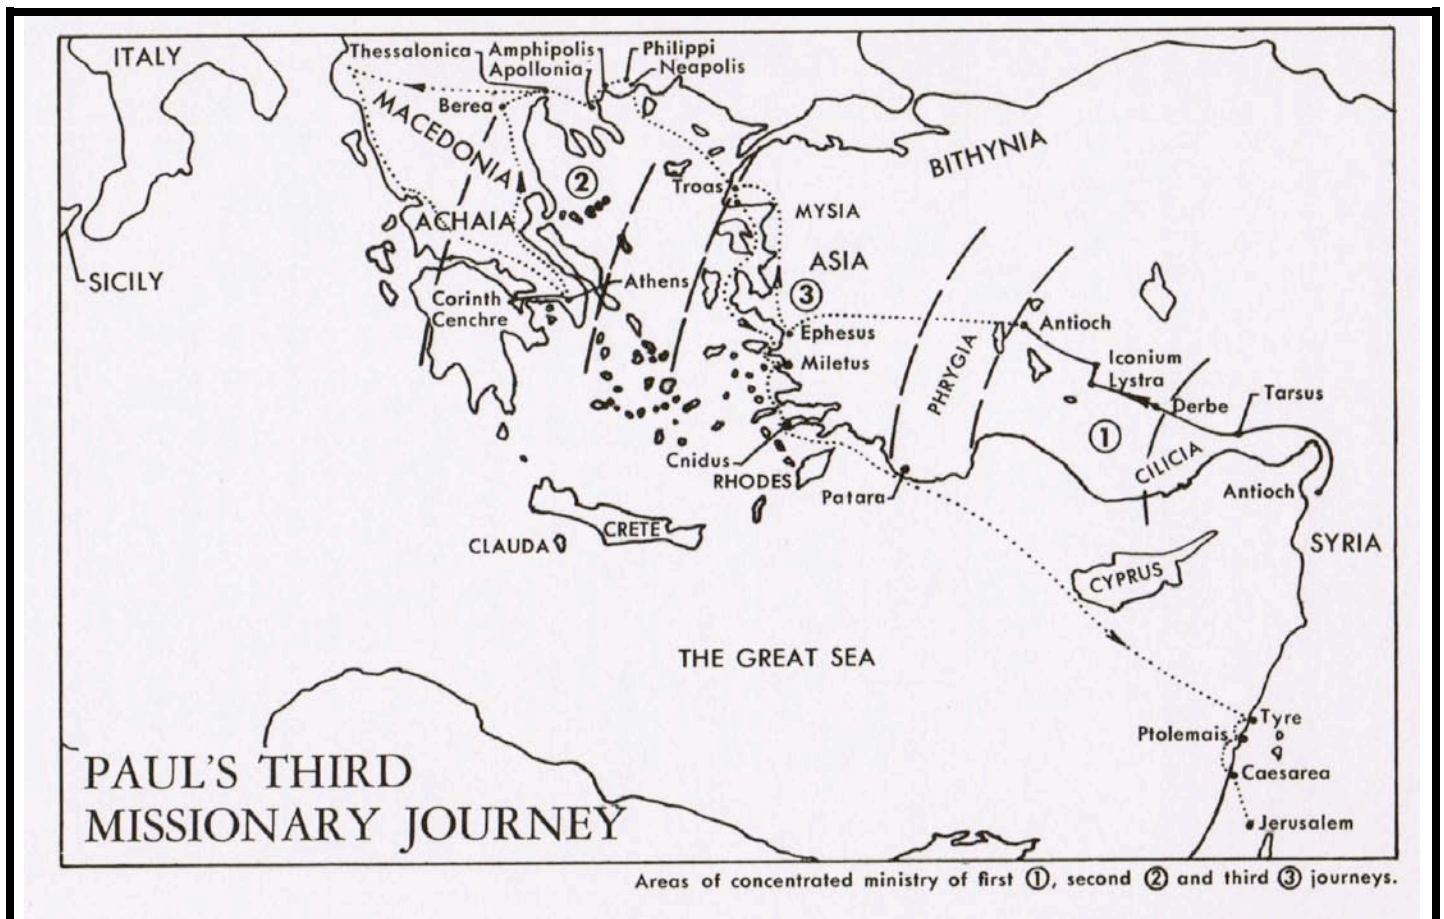 ITALY
Thessalonica
Amphipolis
Apollonia
Philippi
Neapolis
Berea
MACEDONIA
BITHYNIA
②
Troas
MYSIA
ACHAIA
ASIA
SICILY
Athens
③
Corinth
Cenchre
Ephesus
Antioch
Miletus
PHRYGIA
Iconium
Lystra
Derbe
Tarsus
①
CILICIA
Cnidus
RHODES
Patara
Antioch
CRETE
CLAUDA
SYRIA
CYPRUS
THE GREAT SEA
Tyre
Ptolemais
Caesarea
Jerusalem
PAUL'S THIRD
MISSIONARY JOURNEY
Areas of concentrated ministry of first ①, second ② and third ③ journeys.